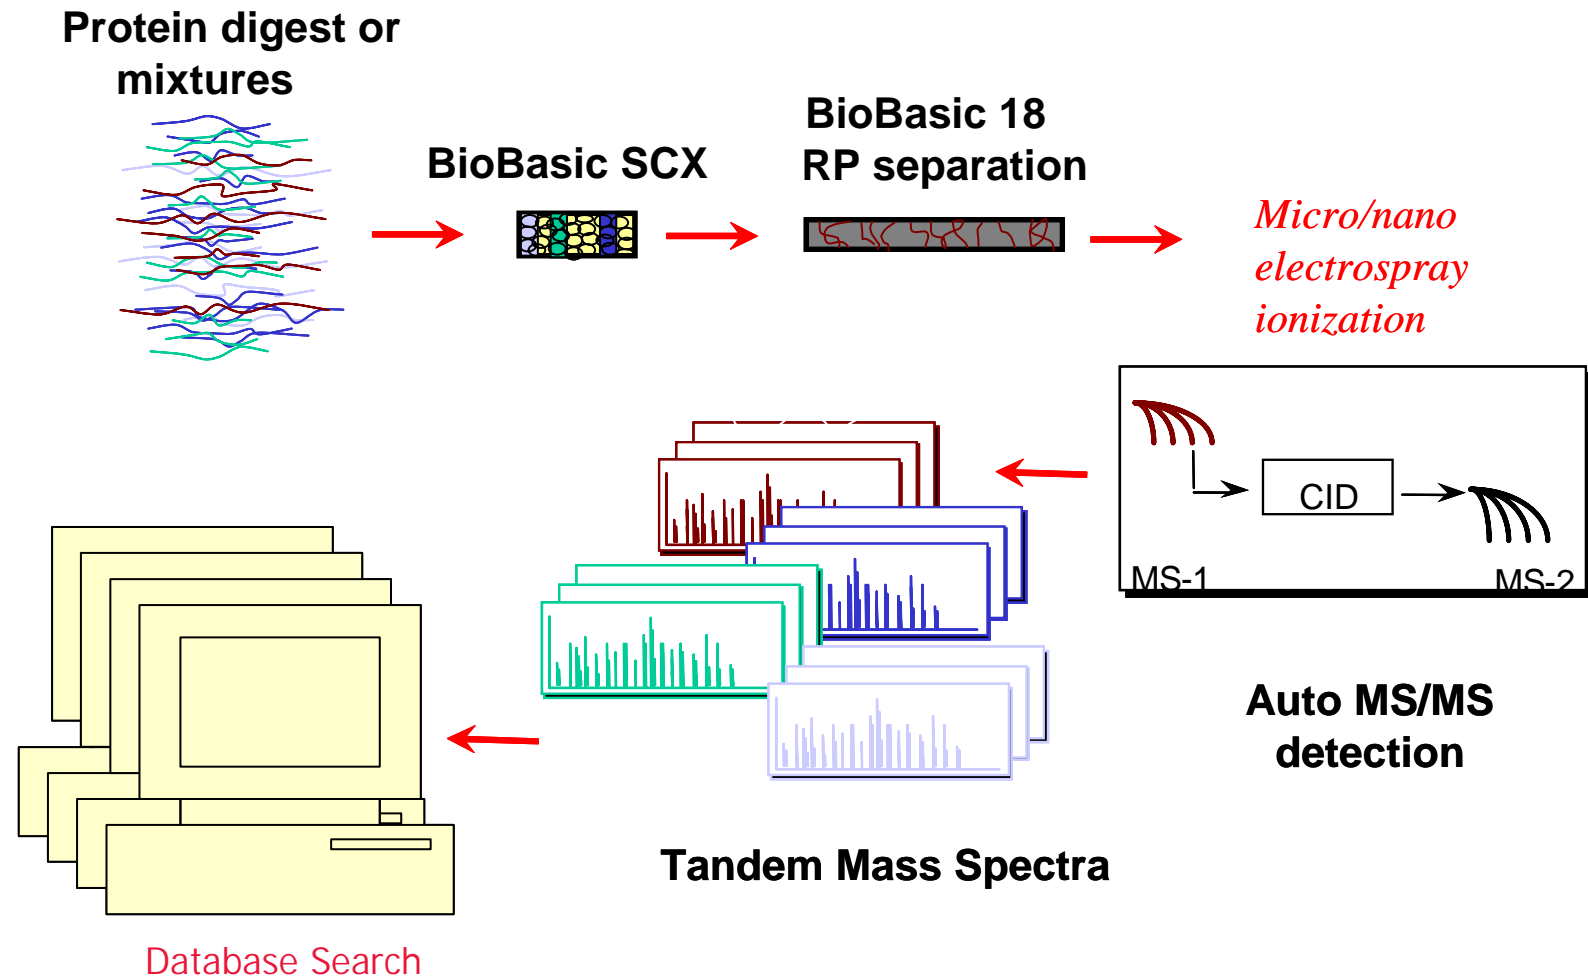 Protein digest or
mixtures
BioBasic SCX
BioBasic 18
RP separation
Micro/nano
electrospray
ionization
CID
MS-1
MS-2
Auto MS/MS
detection
Tandem Mass Spectra
Database Search